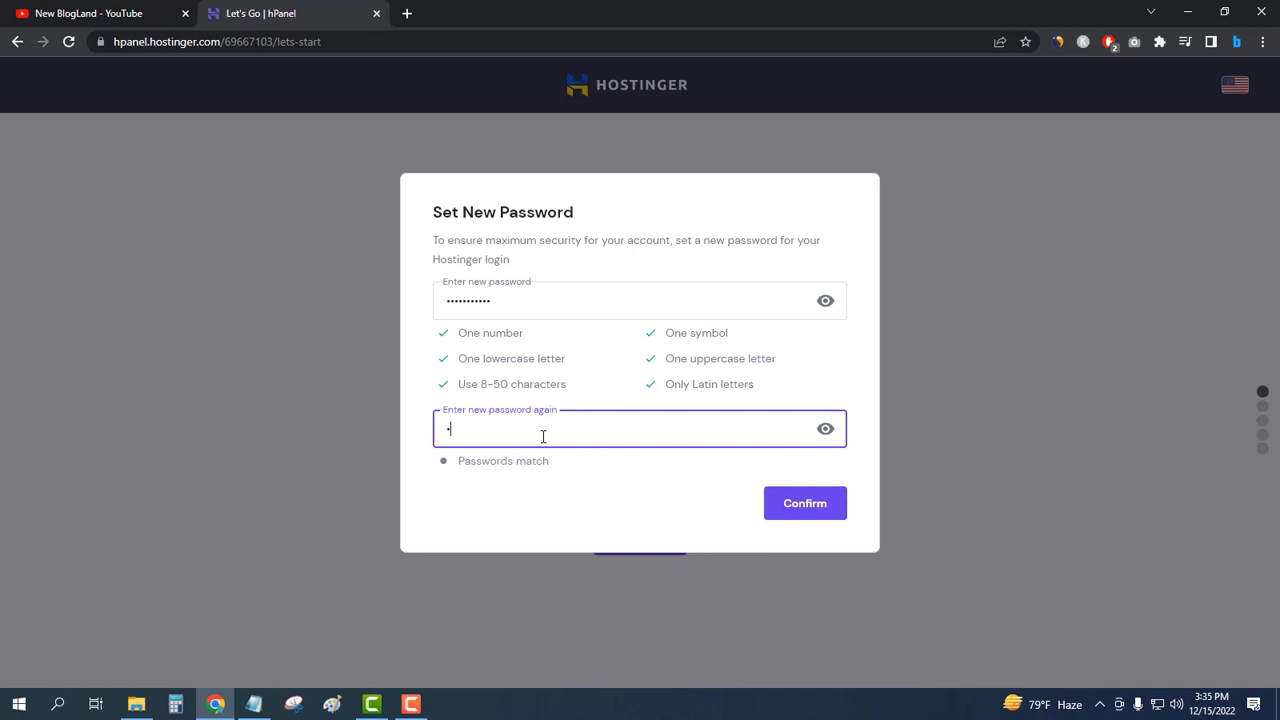 New BlogLand - YouTube
Let's Go | hPanel
hpanel.hostinger.com/69667103/lets-start
2
HOSTINGER
Set New Password
To ensure maximum security for your account, set a new password for your
Hostinger login
Enter new password
•••••••••••
One number
One symbol
One lowercase letter
One uppercase letter
Use 8-50 characters
Only Latin letters
Enter new password again
•
Passwords match
Confirm
79°F Haze
3:35 PM
12/15/2022